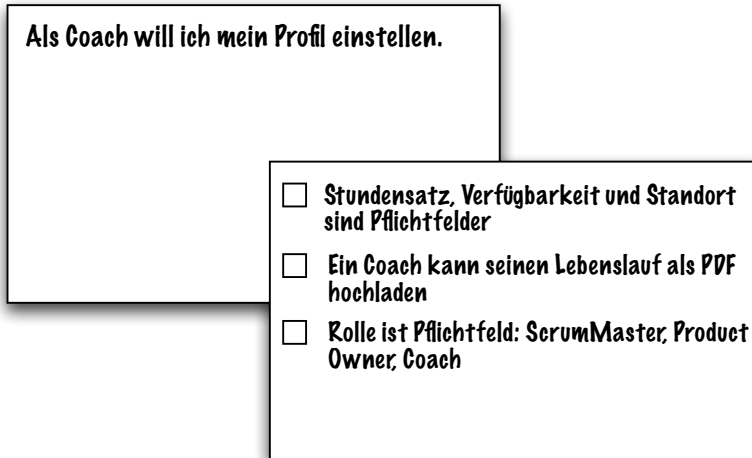 Als Coach will ich mein Profil einstellen.
Stundensatz, Verfügbarkeit und Standort
sind Pflichtfelder
Ein Coach kann seinen Lebenslauf als PDF
hochladen
Rolle ist Pflichtfeld: ScrumMaster, Product
Owner, Coach